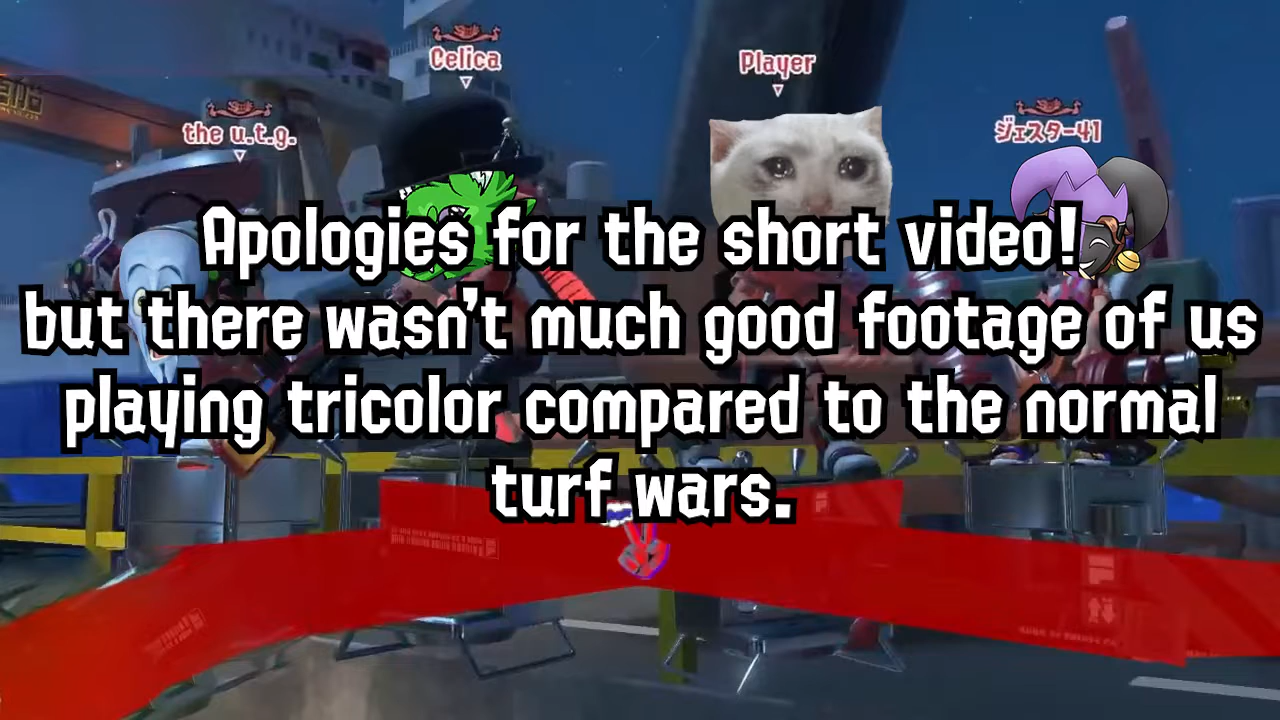 Celica
Player
the u.t.g.
ジェスター41
Apologies for the short video!
but there wasn't much good footage of us
playing tricolor compared to the normal
turf wars.